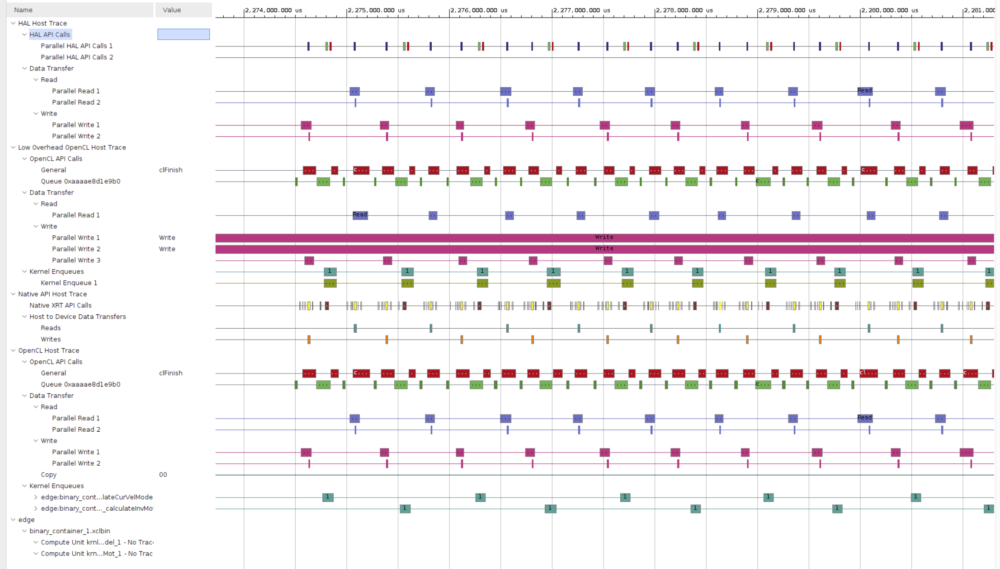 Name Value 2,274,000.000 us 2,275,000.000 us 2,276,000.000 us 2,277,000.000 us 2,278,000.000 us 2,279,000.000 us 2,280,000.000 us 2,281,000
HAL Host Trace
HAL API Calls
Parallel HAL API Calls 1
Parallel HAL API Calls 2
Data Transfer
Read
Parallel Read 1 .. .. ... .. .. .. .. Read ..
Parallel Read 2
Write
Parallel Write 1 .. .. .. .. .. .. .. .. .. ...
Parallel Write 2
Low Overhead OpenCL Host Trace
OpenCL API Calls
General clFinish ... . c... ... . ... ... . ... ... . ... ... . ... ... . ... ... . ... ... . c... ... . ... ...
Queue 0xaaaae8d1e9b0 ... ... ... ... ... ... c... ... ... ...
Data Transfer
Read
Parallel Read 1 Read .. .. .. .. .. .. .. ..
Write
Parallel Write 1 Write Write
Parallel Write 2 Write Write
Parallel Write 3 .. .. .. .. .. .. .. .. .. ..
Kernel Enqueues 1 1 1 1 1 1 1 1 1 1
Kernel Enqueue 1 ... ... ... ... ... ... ... ... ... ..
Native API Host Trace
Native XRT API Calls
Host to Device Data Transfers
Reads
Writes
OpenCL Host Trace
OpenCL API Calls
General clFinish ... .. c... ... . ... ... .. ... ... .. ... ... . ... ... .. ... ... .. ... ... . cl... ... .. ... c...
Queue 0xaaaae8d1e9b0 ... ... ... ... ... ... c... ... ... ...
Data Transfer
Read
Parallel Read 1 .. .. ... .. .. .. .. Read ..
Parallel Read 2
Write
Parallel Write 1 .. .. .. .. .. .. .. .. .. ...
Parallel Write 2
Copy 00
Kernel Enqueues
edge:binary_cont...lateCurVelMode 1 1 1 1 1
edge:binary_cont..._calculateInvMot 1 1 1 1 1
edge
binary_container_1.xclbin
Compute Unit krnl...del_1 - No Trace
Compute Unit krn...Mot_1 - No Trac